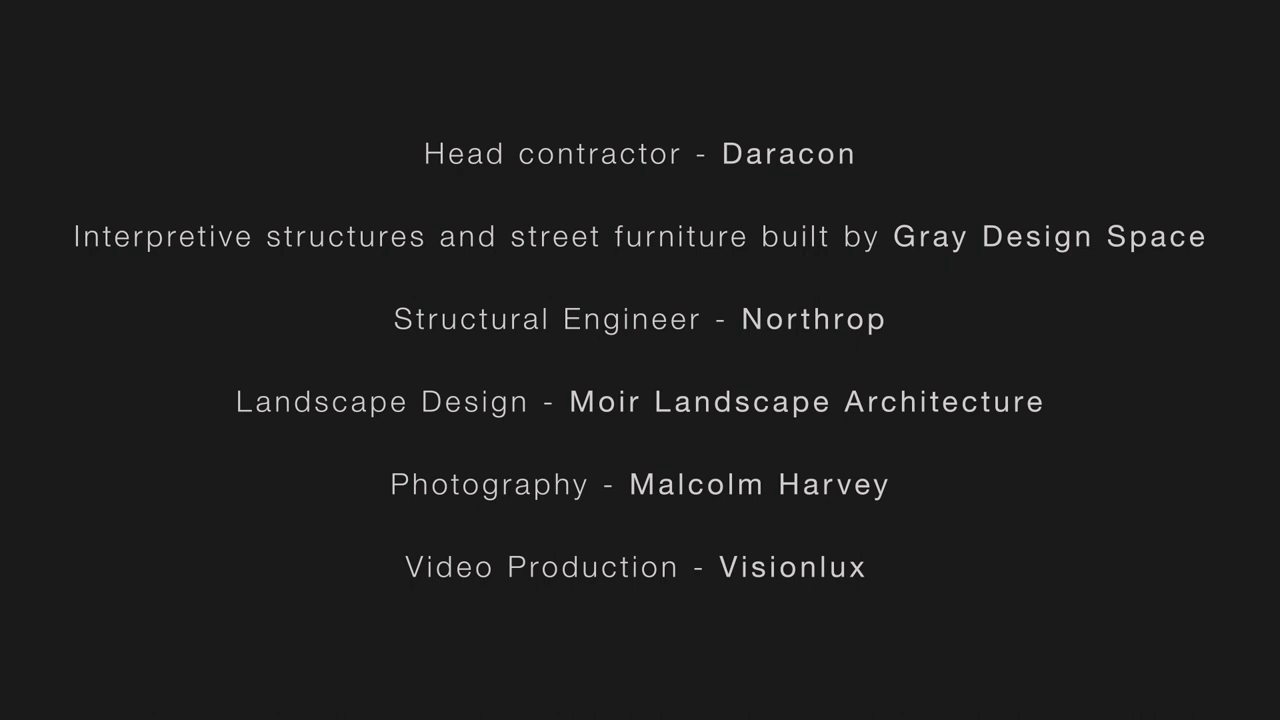 Head contractor - Daracon
Interpretive structures and street furniture built by Gray Design Space
Structural Engineer - Northrop
Landscape Design - Moir Landscape Architecture
Photography - Malcolm Harvey
Video Production - Visionlux